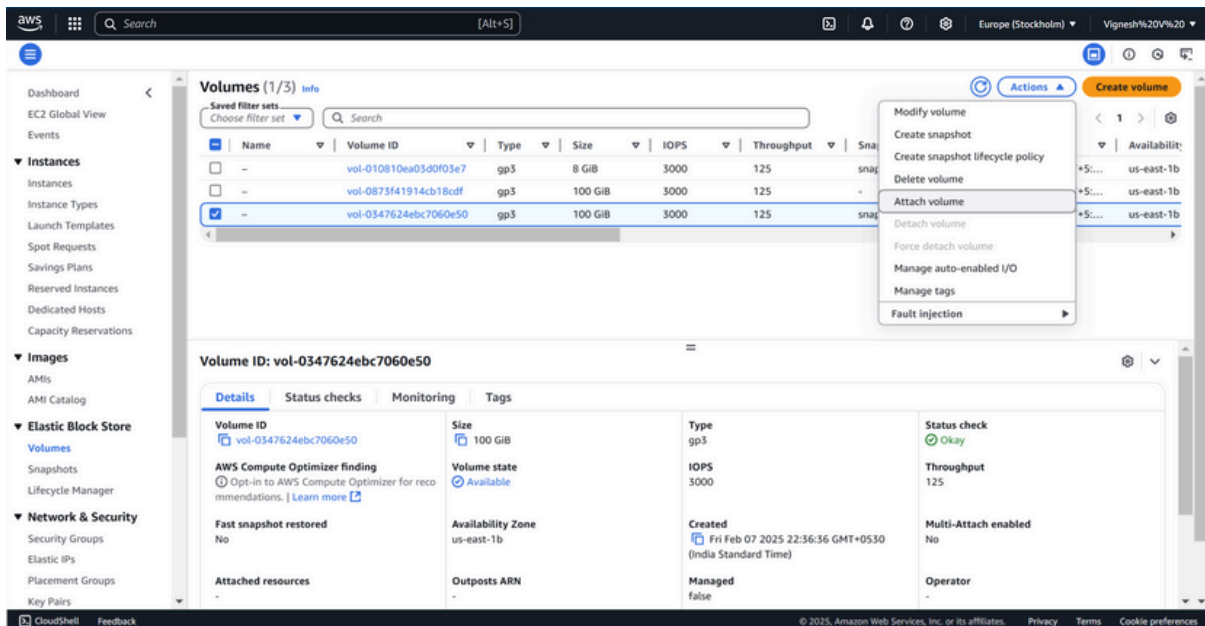 aws
Search [Alt+S] Europe (Stockholm) Vignesh%20V%20
Dashboard
EC2 Global View
Events
Instances
Instances
Instance Types
Launch Templates
Spot Requests
Savings Plans
Reserved Instances
Dedicated Hosts
Capacity Reservations
Images
AMIs
AMI Catalog
Elastic Block Store
Volumes
Snapshots
Lifecycle Manager
Network & Security
Security Groups
Elastic IPs
Placement Groups
Key Pairs
Volumes (1/3) Info
Actions
Create volume
Saved filter sets
Choose filter set
Search
1
Name Volume ID Type Size IOPS Throughput
- vol-010810ea03d0f03e7 gp3 8 GiB 3000 125 us-east-1b
- vol-0873f41914cb18cdf gp3 100 GiB 3000 125 - us-east-1b
- vol-0347624ebc7060e50 gp3 100 GiB 3000 125 us-east-1b
Modify volume
Create snapshot
Create snapshot lifecycle policy
Delete volume
Attach volume
Detach volume
Force detach volume
Manage auto-enabled I/O
Manage tags
Fault injection
Volume ID: vol-0347624ebc7060e50
Details Status checks Monitoring Tags
Volume ID
vol-0347624ebc7060e50
Size
100 GiB
Type
gp3
Status check
Okay
AWS Compute Optimizer finding
Opt-in to AWS Compute Optimizer for reco
mmendations. | Learn more
Volume state
Available
IOPS
3000
Throughput
125
Fast snapshot restored
No
Availability Zone
us-east-1b
Created
Fri Feb 07 2025 22:36:36 GMT+0530
(India Standard Time)
Multi-Attach enabled
No
Attached resources
-
Outposts ARN
-
Managed
false
Operator
-
CloudShell Feedback © 2025, Amazon Web Services, Inc. or its affiliates. Privacy Terms Cookie preferences